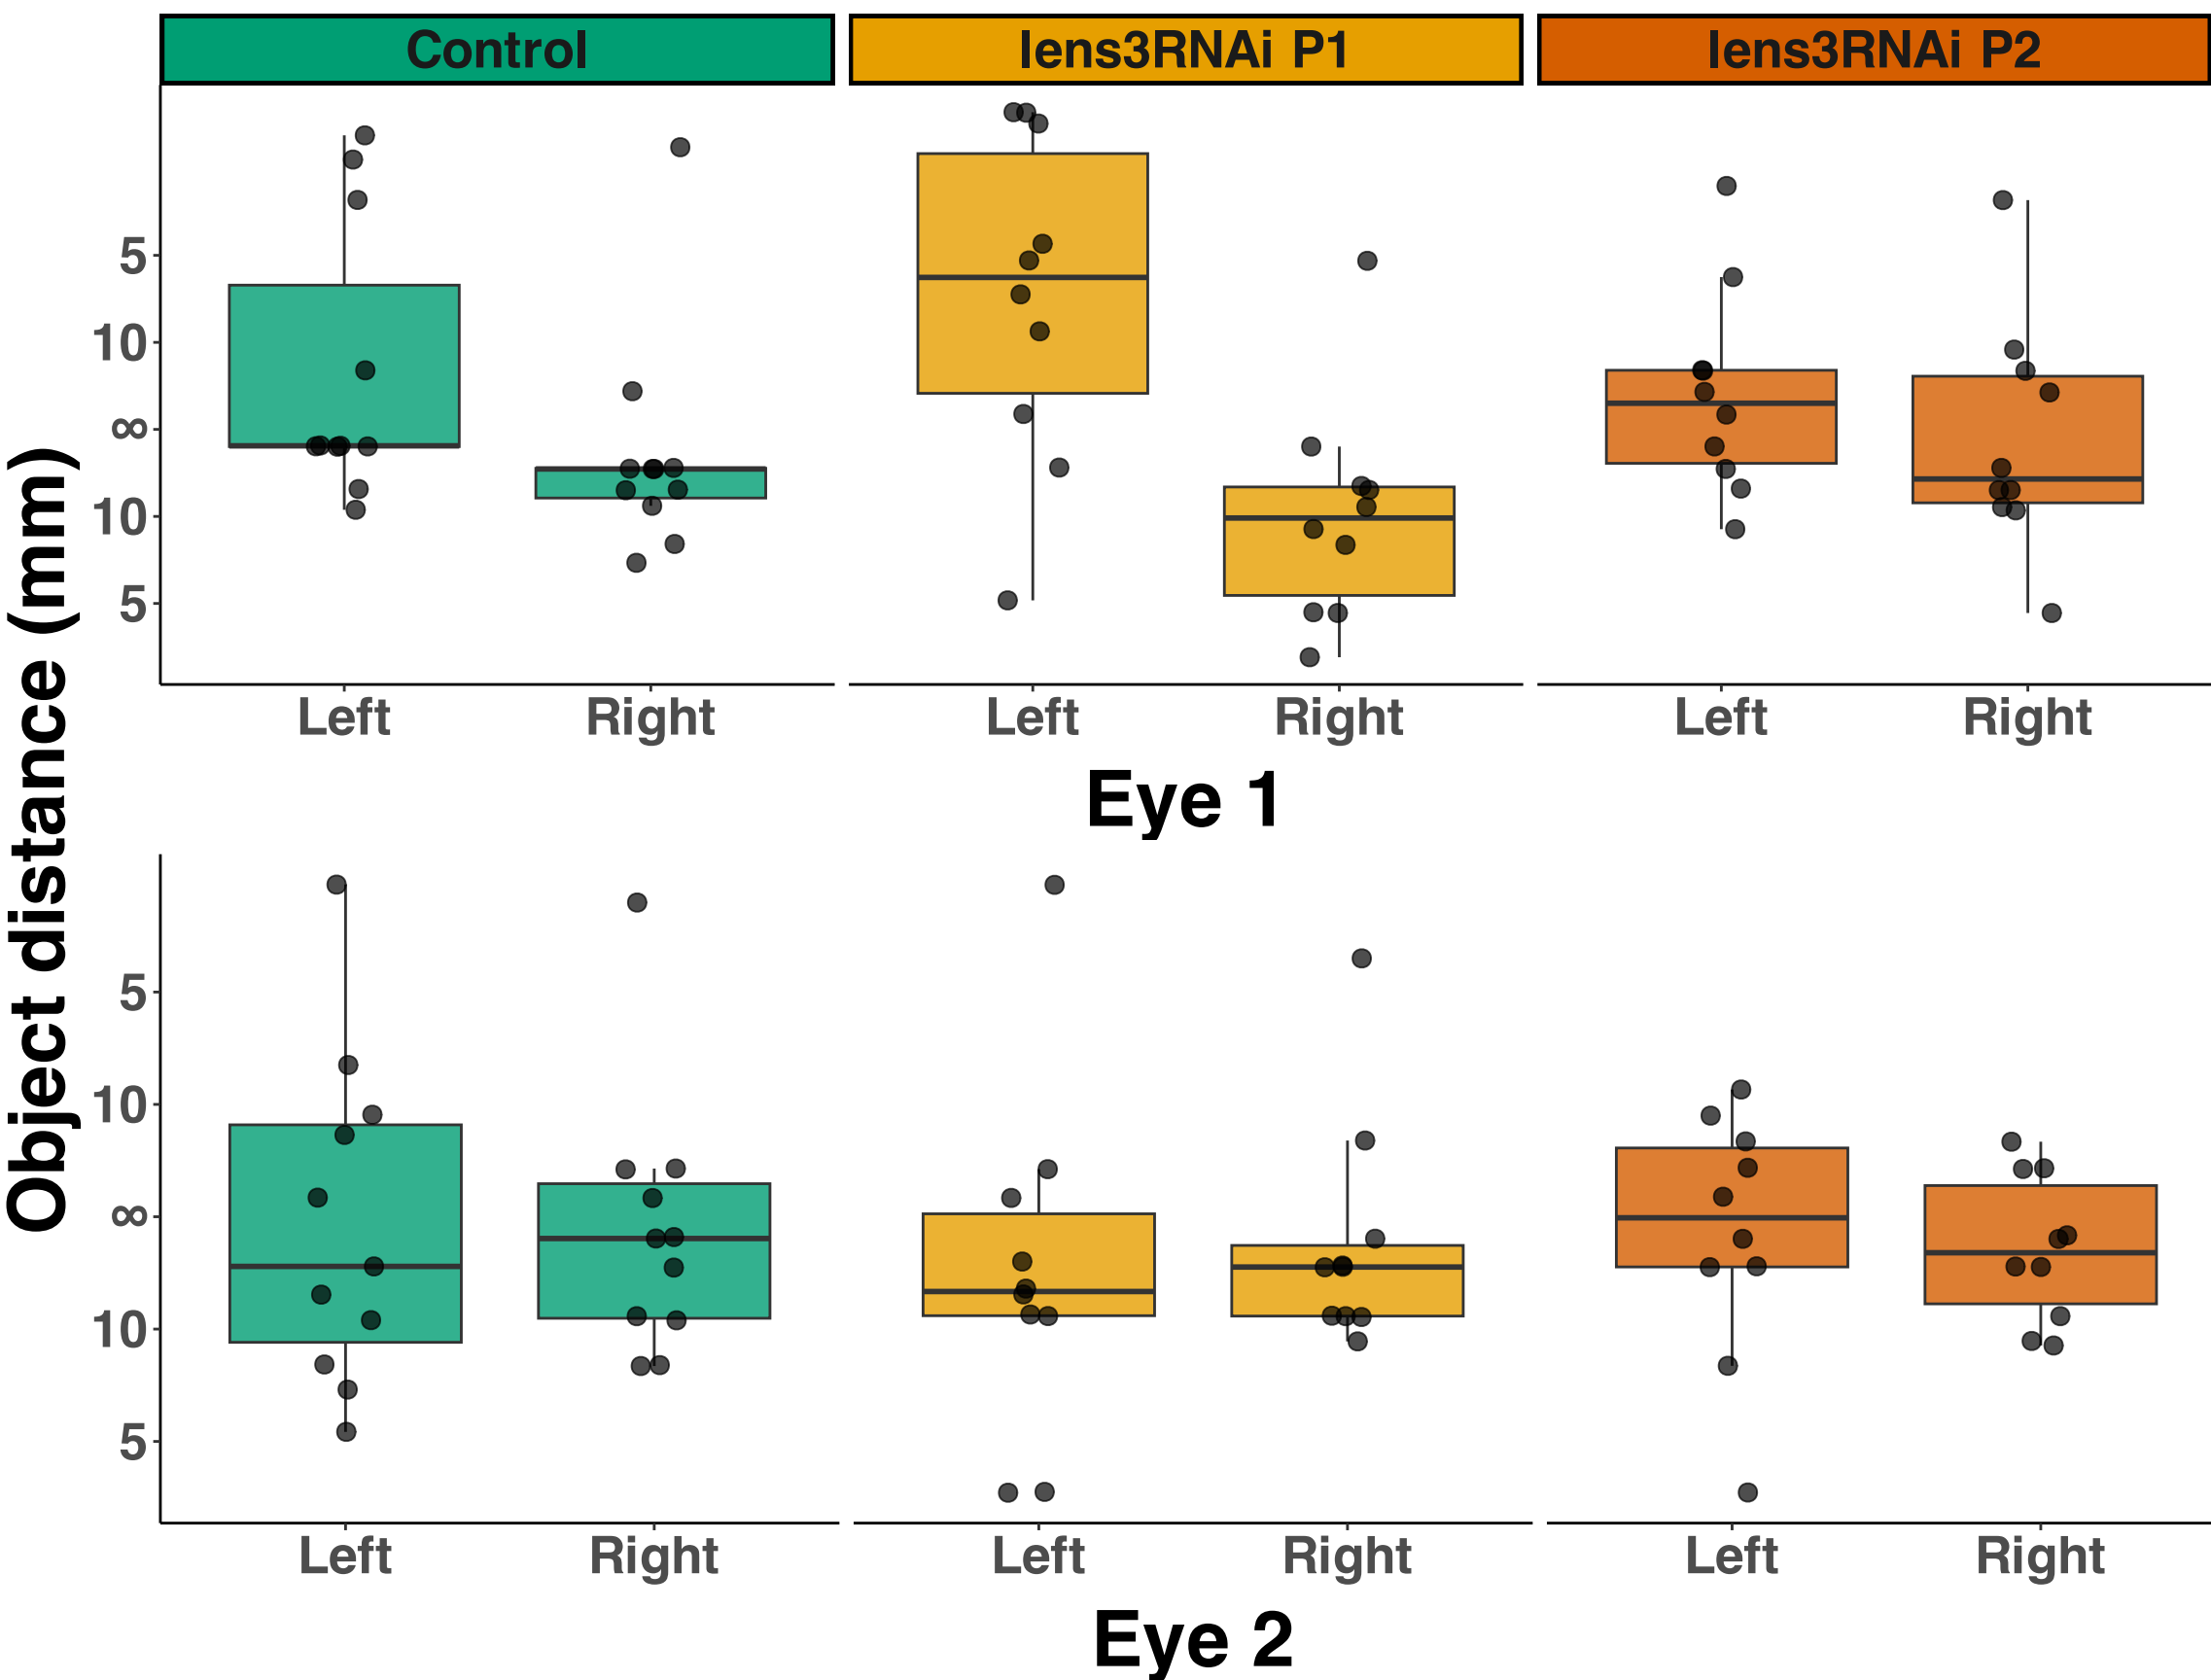 Control lens3RNAi P1 lens3RNAi P2
Object distance (mm)
5
10
∞
10
5
Left Right Left Right Left Right
Eye 1
5
10
∞
10
5
Left Right Left Right Left Right
Eye 2